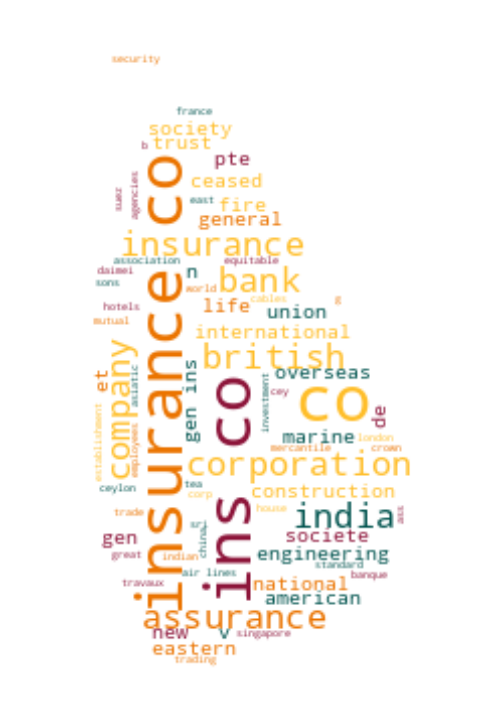 security
france
society
b trust
pte
suez
agencies
ceased
east fire
general
insurance co
insurance
association equitable
daimei n world bank
sons
cables g
hotels life union
mutual
international
british
company
et
asiatic
gen ins
ins co
overseas
investment
cey co
de
establishment
employees
marine london
mercantile crown
corporation
ceylon tea
corp construction
house
trade india ass
sri
china
gen societe
great indian engineering
standard
air lines banque
travaux national
american
assurance
new v singapore
eastern
trading